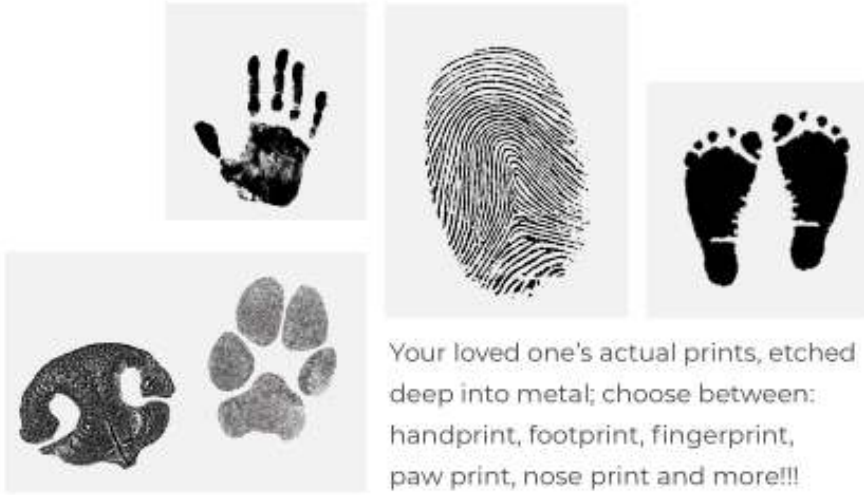 Your loved one's actual prints, etched
deep into metal; choose between:
handprint, footprint, fingerprint,
paw print, nose print and more!!!